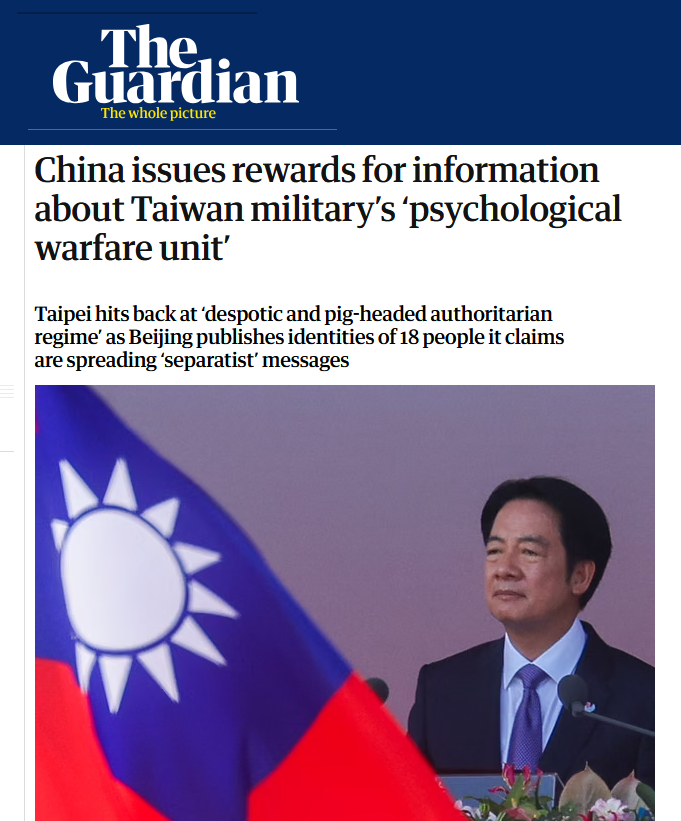 The
Guardian
The whole picture
China issues rewards for information
about Taiwan military’s ‘psychological
warfare unit’
Taipei hits back at ‘despotic and pig-headed authoritarian
regime’ as Beijing publishes identities of 18 people it claims
are spreading ‘separatist’ messages